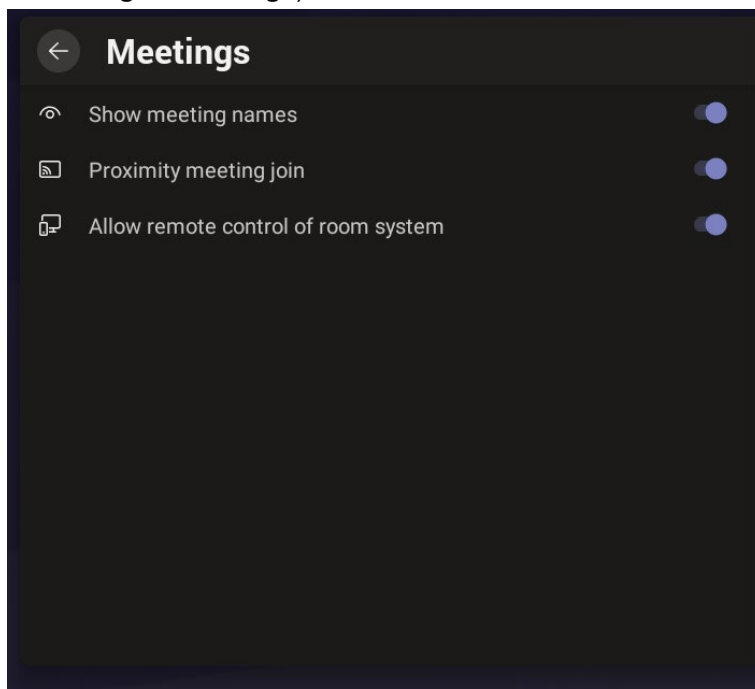 Meetings
Show meeting names
Proximity meeting join
Allow remote control of room system